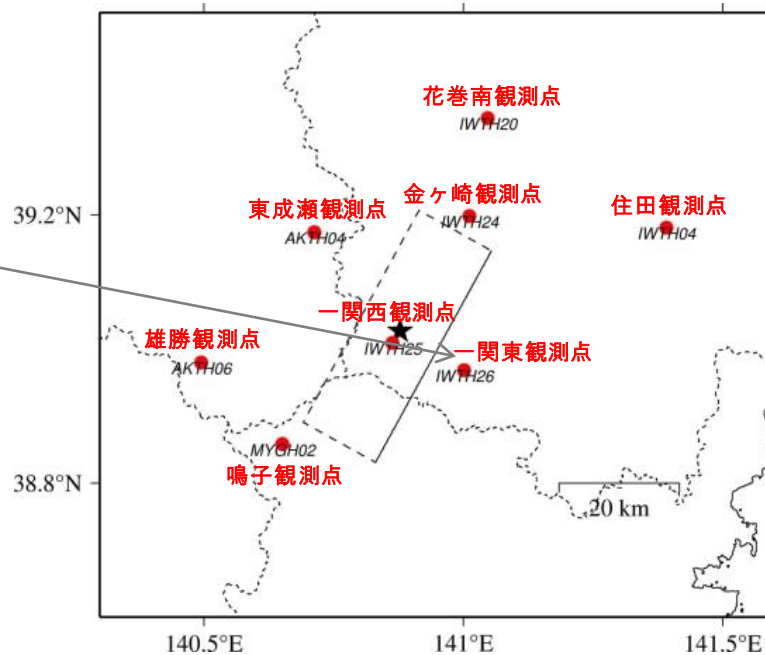 花巻南観測点
IWTH20
金ヶ崎観測点
IWTH24
東成瀬観測点
AKTH04
住田観測点
IWTH04
39.2°N
一関西観測点
IWTH25
一関東観測点
IWTH26
雄勝観測点
AKTH06
MYGH02
鳴子観測点
38.8°N
20 km
140.5°E
141°E
141.5°E